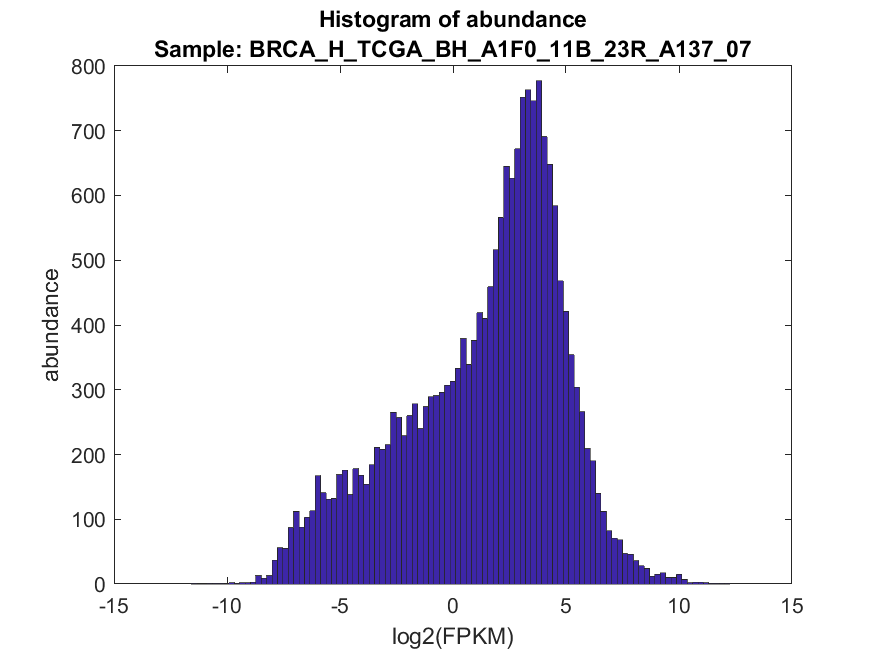 Histogram of abundance
Sample: BRCA_H_TCGA_BH_A1F0_11B_23R_A137_07
800
700
600
500
400
300
200
100
0
abundance
-15 -10 -5 0 5 10 15
log2(FPKM)